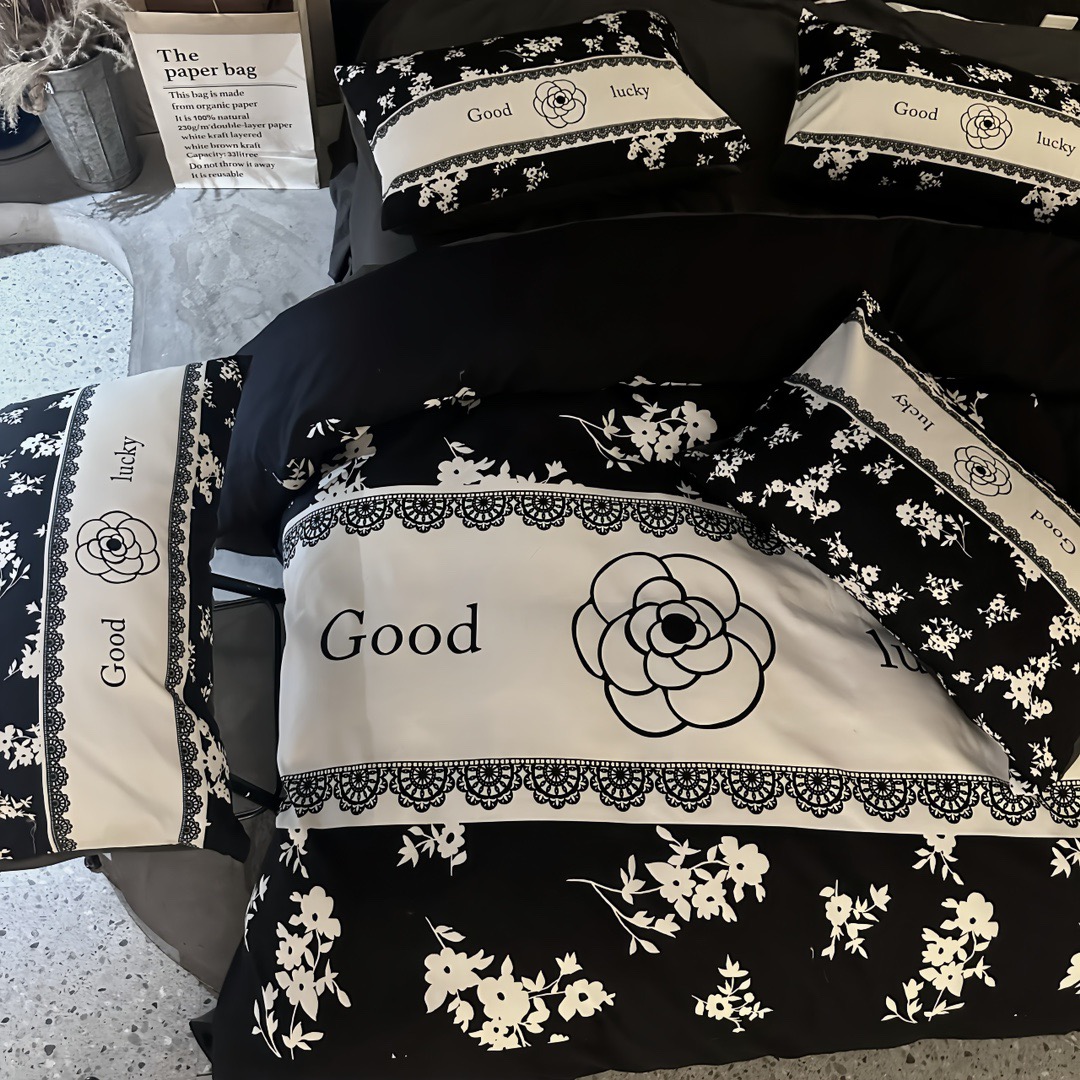 The
paper bag
This bag is made
from organic paper
It is 100% natural
230g/m²double-layer paper
white kraft layered
white brown kraft
Capacity: 33litree
Do not throw it away
It is reusable
Good lucky
Good lucky
Good lucky
Good lucky
Good lu